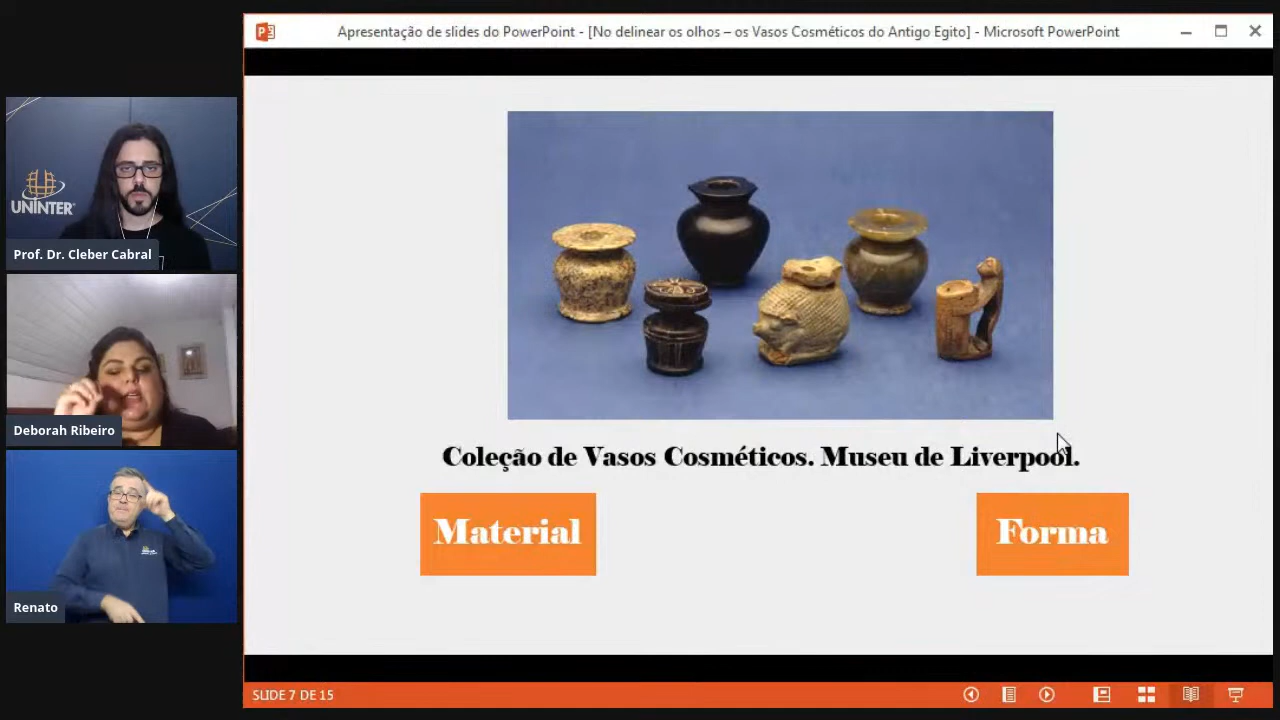 Apresentação de slides do PowerPoint - [No delinear os olhos – os Vasos Cosméticos do Antigo Egito] - Microsoft PowerPoint
UNINTER
Prof. Dr. Cleber Cabral
Deborah Ribeiro
Renato
Coleção de Vasos Cosméticos. Museu de Liverpool.
Material
Forma
SLIDE 7 DE 15